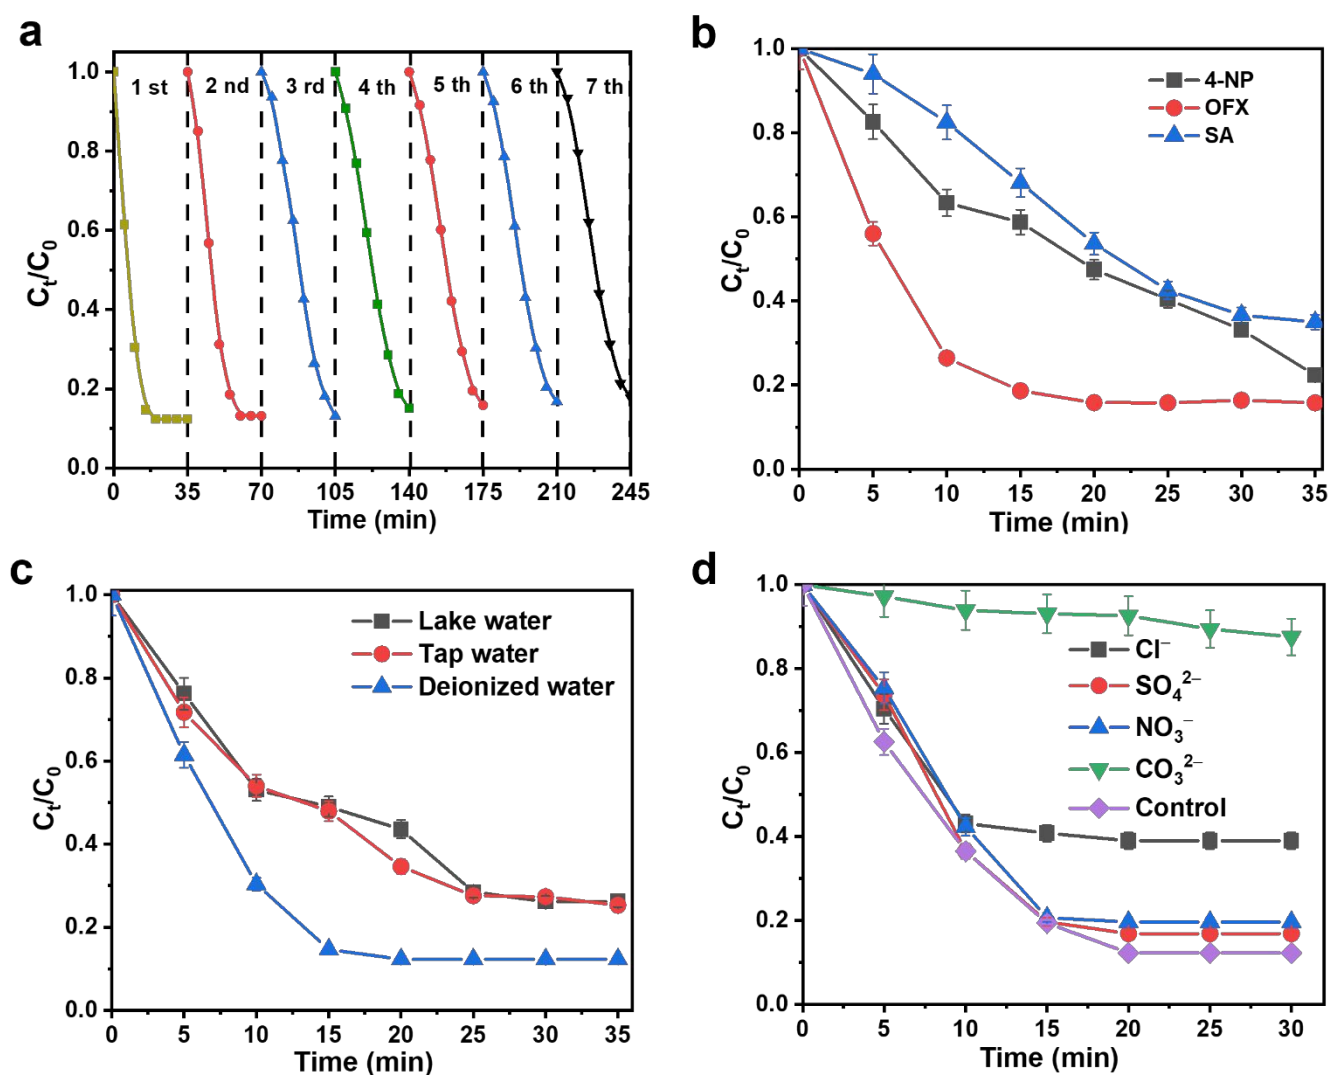 a
1 st 2 nd 3 rd 4 th 5 th 6 th 7 th
1.0
0.8
0.6
0.4
0.2
0.0
Cₜ/C₀
0 35 70 105 140 175 210 245
Time (min)
b
4-NP
OFX
SA
1.0
0.8
0.6
0.4
0.2
0.0
Cₜ/C₀
0 5 10 15 20 25 30 35
Time (min)
c
Lake water
Tap water
Deionized water
1.0
0.8
0.6
0.4
0.2
0.0
Cₜ/C₀
0 5 10 15 20 25 30 35
Time (min)
d
Cl⁻
SO₄²⁻
NO₃⁻
CO₃²⁻
Control
1.0
0.8
0.6
0.4
0.2
0.0
Cₜ/C₀
0 5 10 15 20 25 30
Time (min)